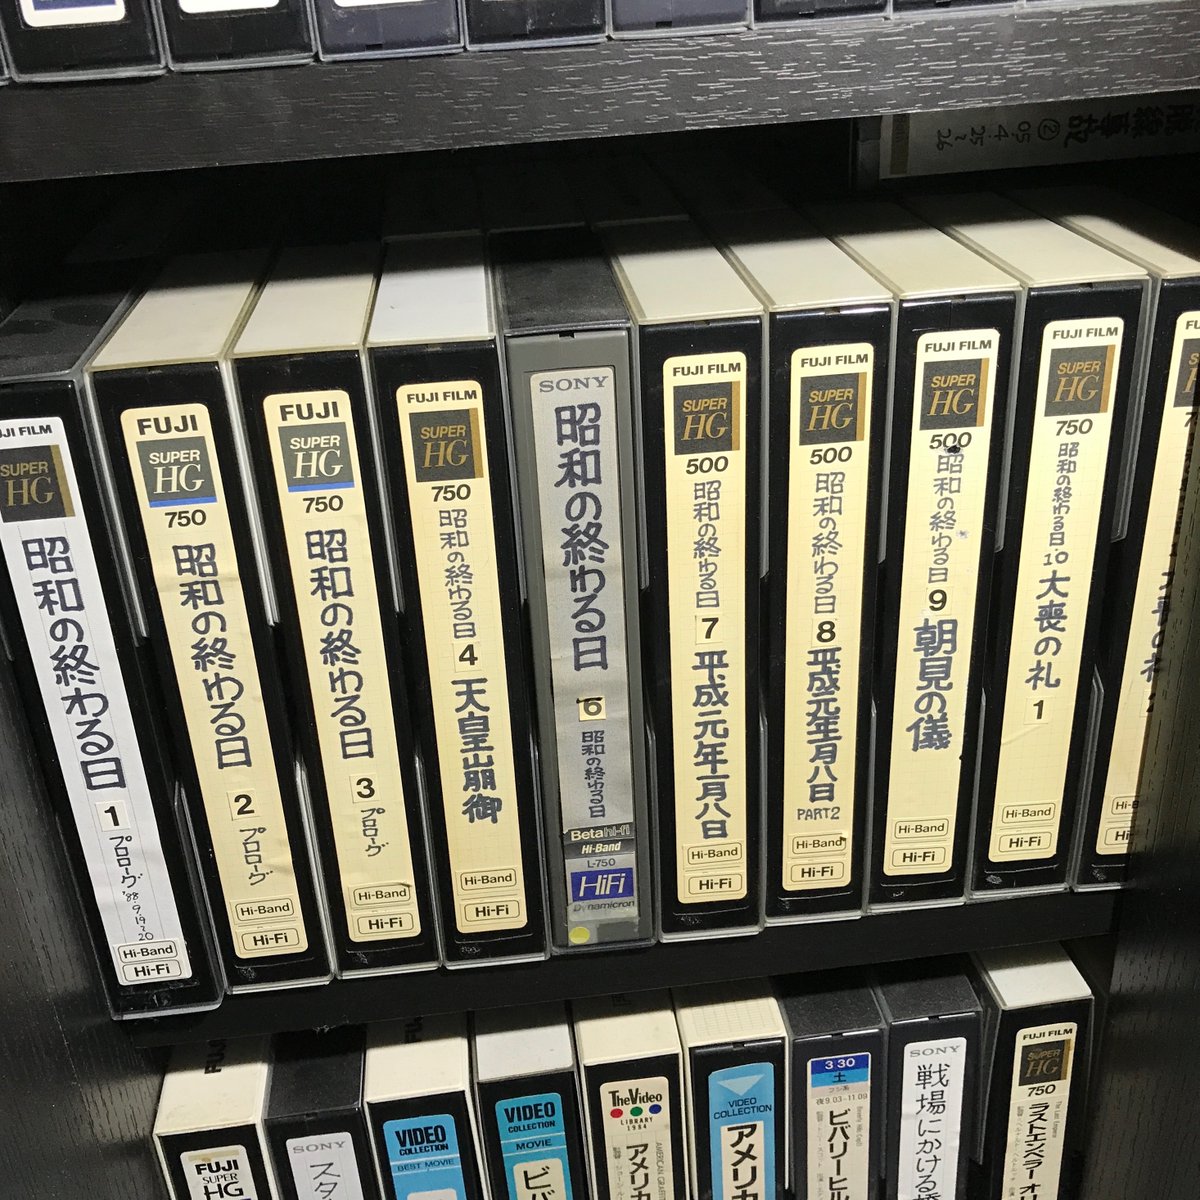 FUJI FILM
SUPER
HG
昭和の終わる日
1
プロローグ
'88 9 19, 20
Hi-Band
Hi-Fi
FUJI
SUPER
HG
750
昭和の終わる日
2
プロローグ
Hi-Band
Hi-Fi
FUJI
SUPER
HG
750
昭和の終わる日
3
プロローグ
Hi-Band
Hi-Fi
FUJI FILM
SUPER
HG
750
昭和の終わる日
4
天皇崩御
Hi-Band
Hi-Fi
SONY
昭和の終わる日
6
昭和の終わる日
Beta hi-fi
Hi-Band
L-750
HiFi
Dynamicron
FUJI FILM
SUPER
HG
500
昭和の終わる日
7
平成元年一月八日
Hi-Band
Hi-Fi
FUJI FILM
SUPER
HG
500
昭和の終わる日
8
平成元年一月八日
PART2
Hi-Band
Hi-Fi
FUJI FILM
SUPER
HG
500
昭和の終わる日
9
朝見の儀
Hi-Band
Hi-Fi
FUJI FILM
SUPER
HG
750
昭和の終わる日.10
大喪の礼
1
Hi-Band
Hi-Fi
FUJI
SUPER
HG
SONY
スタ
VIDEO
COLLECTION
BEST MOVIE
VIDEO
COLLECTION
MOVIE
ビバ
TheVideo
LIBRARY
1984
アメリカ
VIDEO
COLLECTION
アメリカ
3 30
土
夜9.03-11.09
ビバリーヒル
SONY
戦場にかける
FUJI FILM
SUPER
HG
750
ラストエンペラー